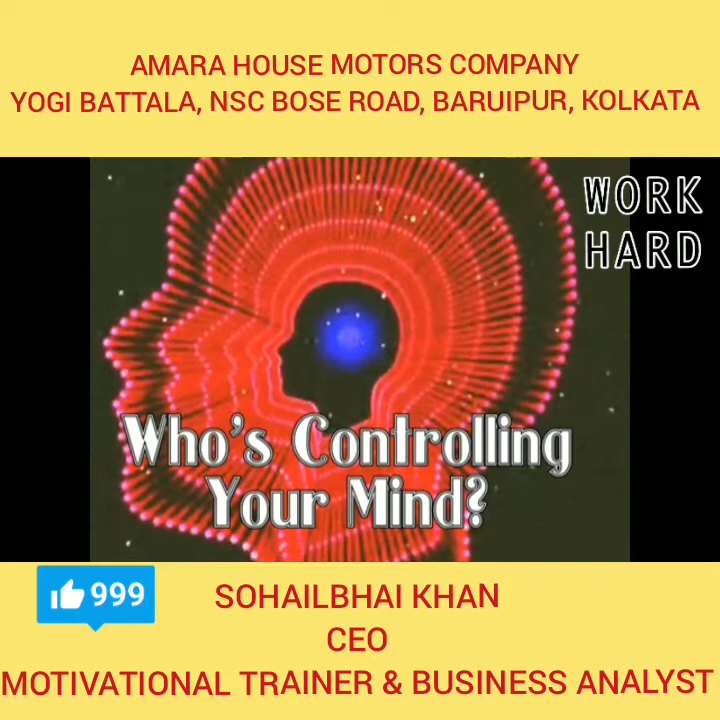 AMARA HOUSE MOTORS COMPANY
YOGI BATTALA, NSC BOSE ROAD, BARUIPUR, KOLKATA
WORK
HARD
Who's Controlling
Your Mind?
999
SOHAILBHAI KHAN
CEO
MOTIVATIONAL TRAINER & BUSINESS ANALYST